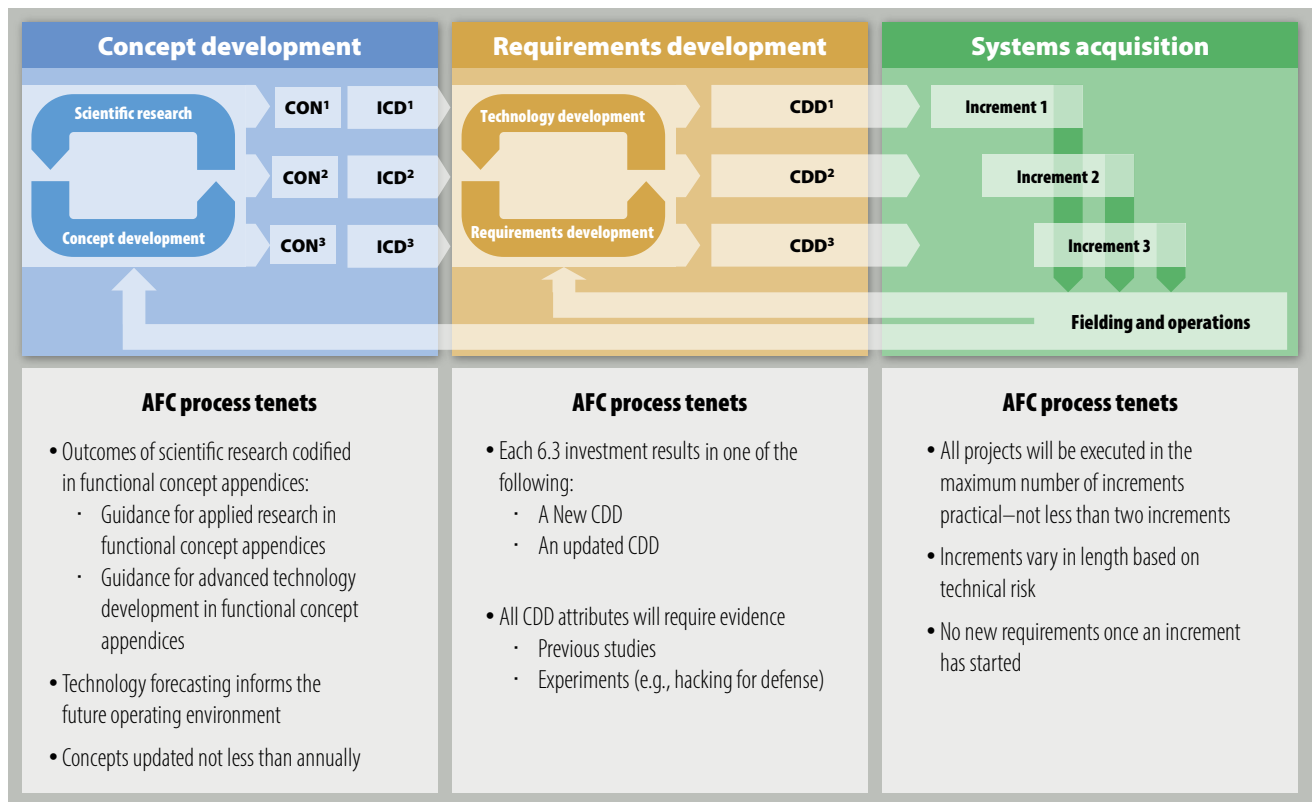 Concept development
Requirements development
Systems acquisition
Scientific research
Concept development
CON¹
ICD¹
CON²
ICD²
CON³
ICD³
Technology development
Requirements development
CDD¹
CDD²
CDD³
Increment 1
Increment 2
Increment 3
Fielding and operations
AFC process tenets
• Outcomes of scientific research codified
in functional concept appendices:
· Guidance for applied research in
functional concept appendices
· Guidance for advanced technology
development in functional concept
appendices
• Technology forecasting informs the
future operating environment
• Concepts updated not less than annually
AFC process tenets
• Each 6.3 investment results in one of the
following:
· A New CDD
· An updated CDD
• All CDD attributes will require evidence
· Previous studies
· Experiments (e.g., hacking for defense)
AFC process tenets
• All projects will be executed in the
maximum number of increments
practical—not less than two increments
• Increments vary in length based on
technical risk
• No new requirements once an increment
has started